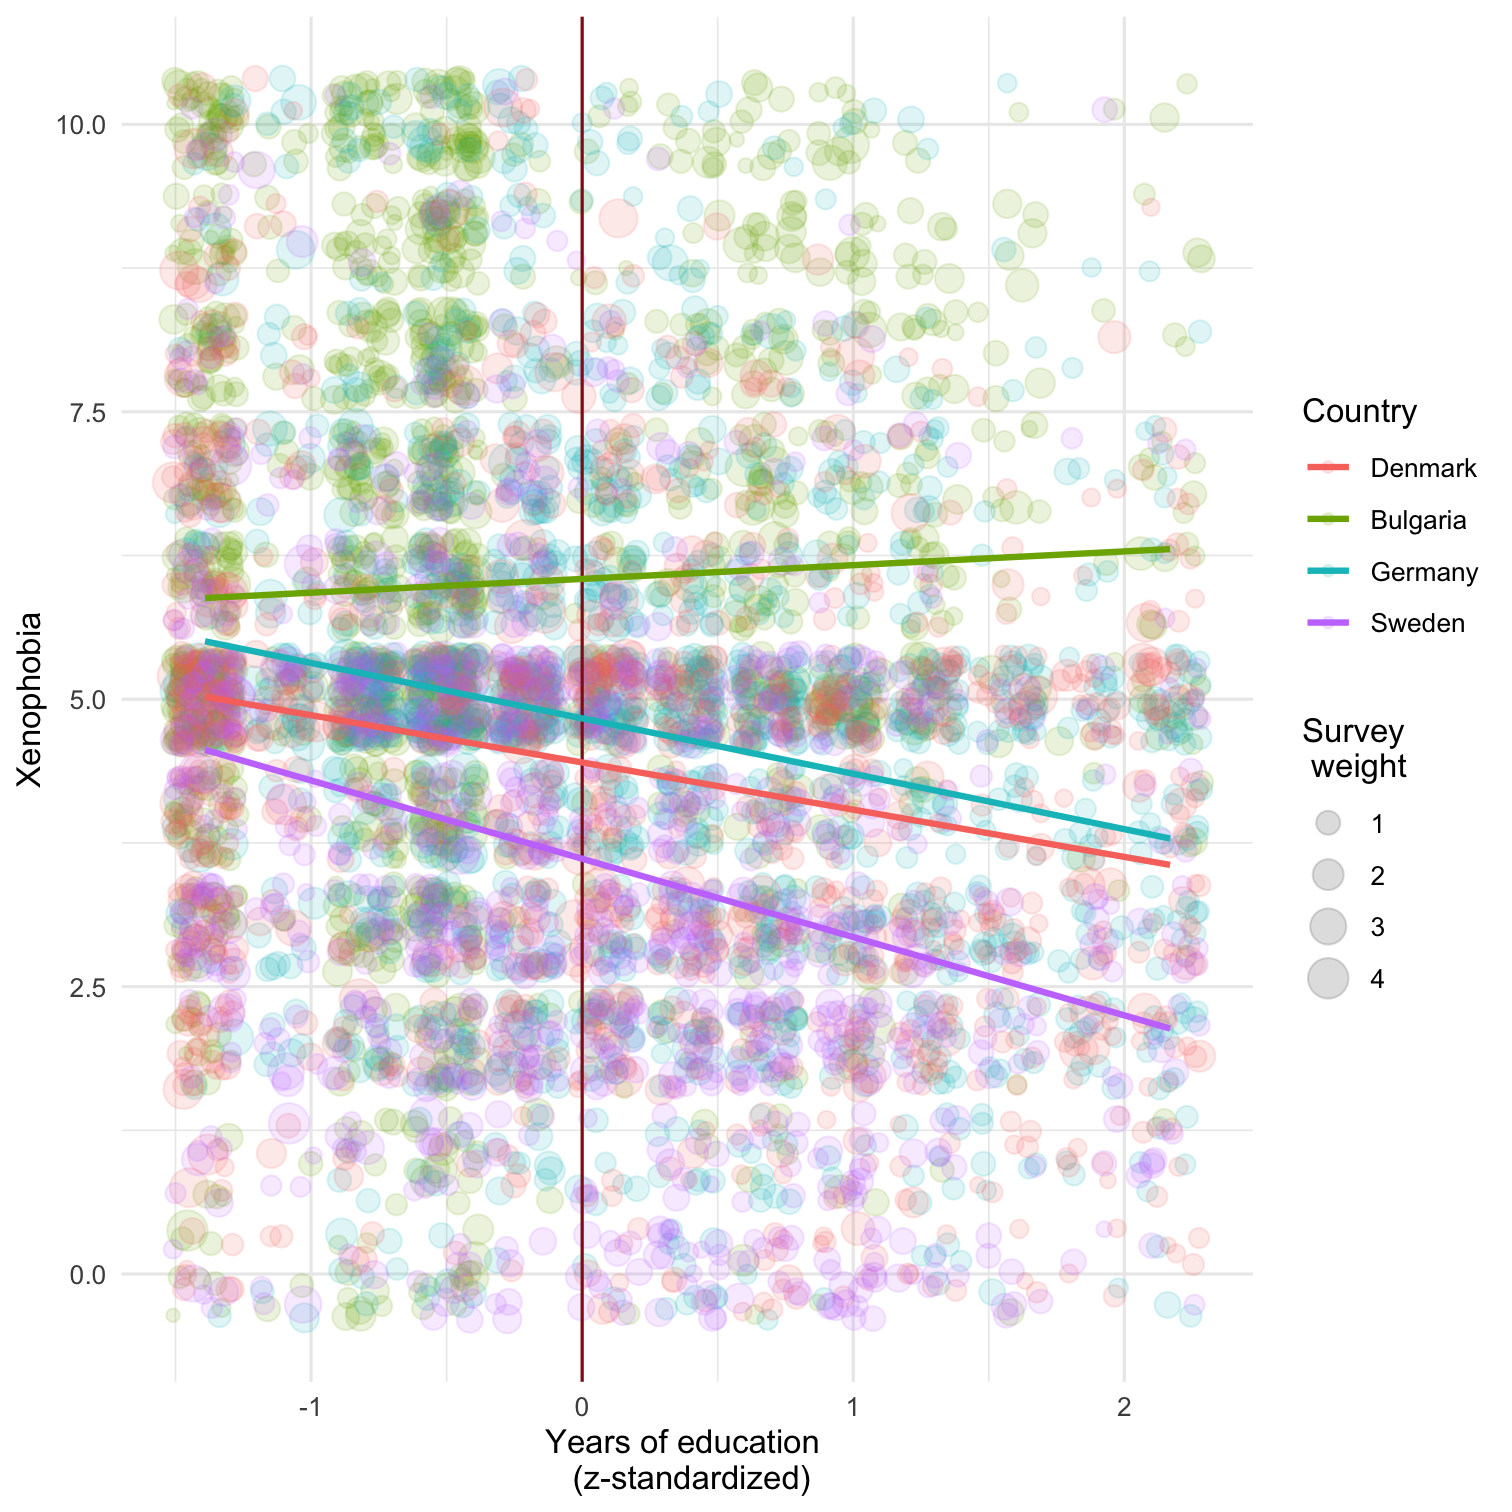 10.0
7.5
5.0
2.5
0.0
Xenophobia
-1
0
1
2
Years of education
(z-standardized)
Country
Denmark
Bulgaria
Germany
Sweden
Survey
weight
1
2
3
4